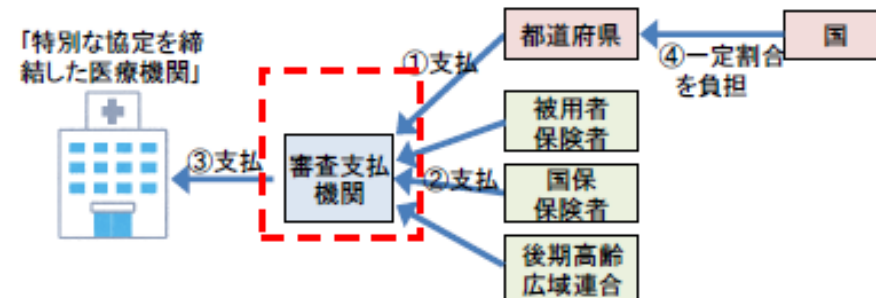 「特別な協定を締
結した医療機関」
都道府県
国
①支払
④一定割合
を負担
被用者
保険者
③支払
審査支払
機関
②支払
国保
保険者
後期高齢
広域連合